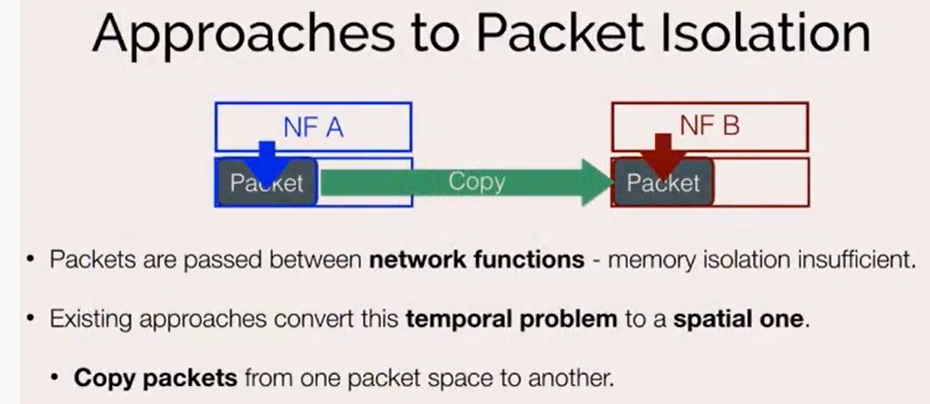 Approaches to Packet Isolation
NF A
NF B
Packet
Copy
Packet
• Packets are passed between network functions - memory isolation insufficient.
• Existing approaches convert this temporal problem to a spatial one.
• Copy packets from one packet space to another.